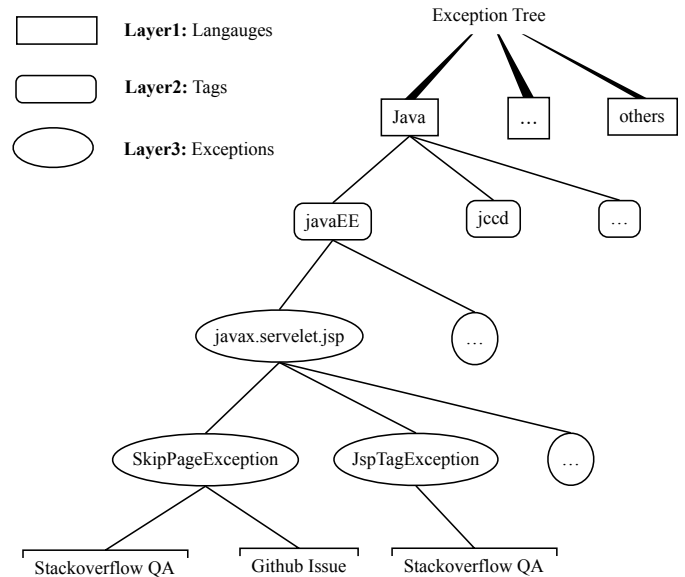 Exception Tree
Layer1: Langauges
Layer2: Tags
Layer3: Exceptions
Java
...
others
javaEE
jccd
...
javax.servelet.jsp
...
SkipPageException
JspTagException
...
Stackoverflow QA
Github Issue
Stackoverflow QA